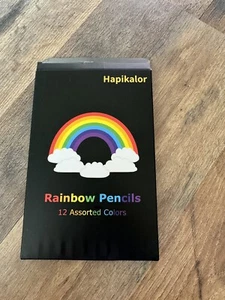 Hapikalor
Rainbow Pencils
12 Assorted Colors